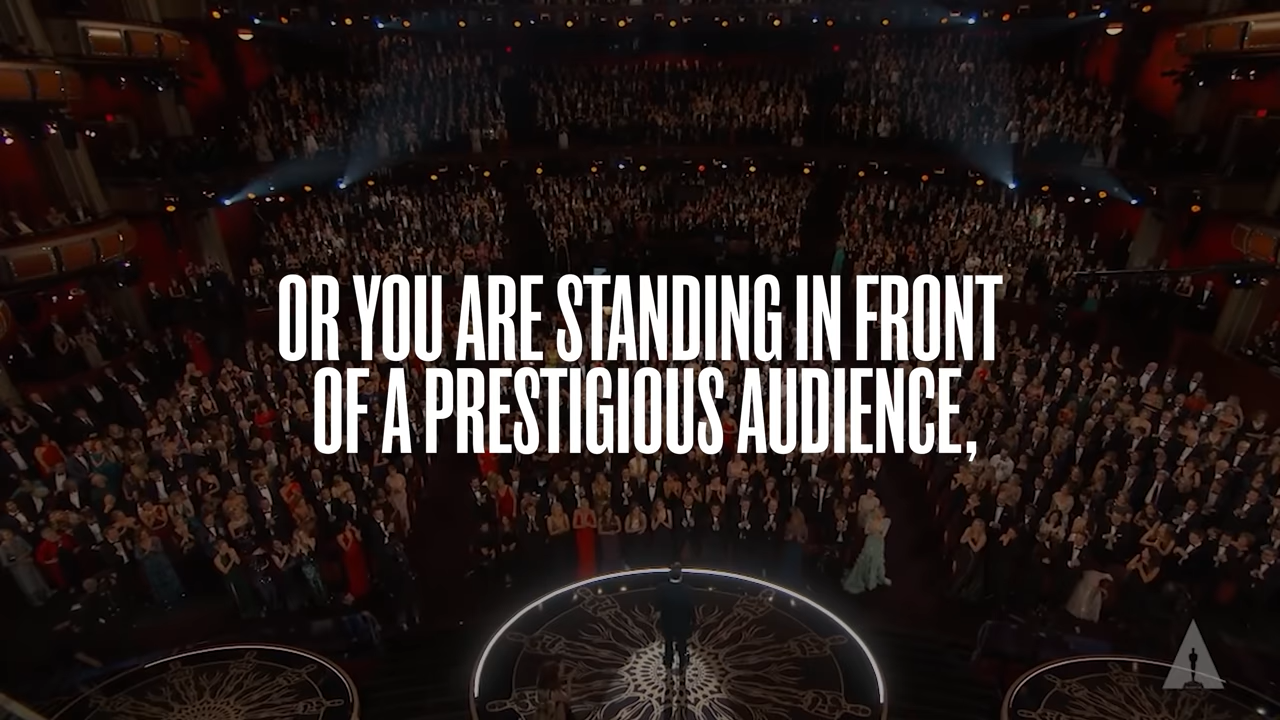 OR YOU ARE STANDING IN FRONT
OF A PRESTIGIOUS AUDIENCE,